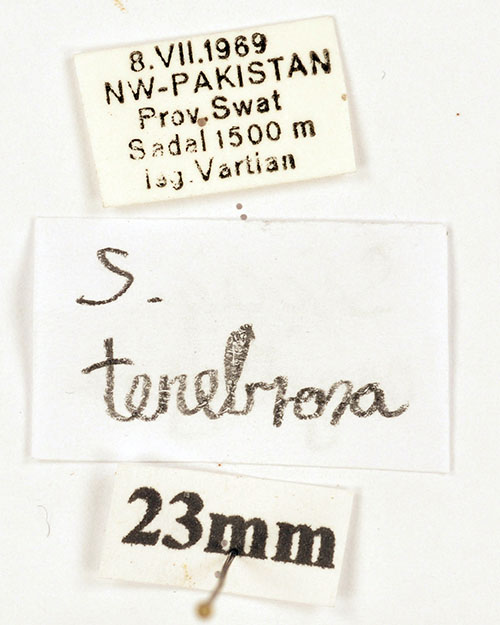 8.VII.1969
NW-PAKISTAN
Prov.Swat
Sadal 1500 m
leg.Vartian
S.
tenebrosa
23mm